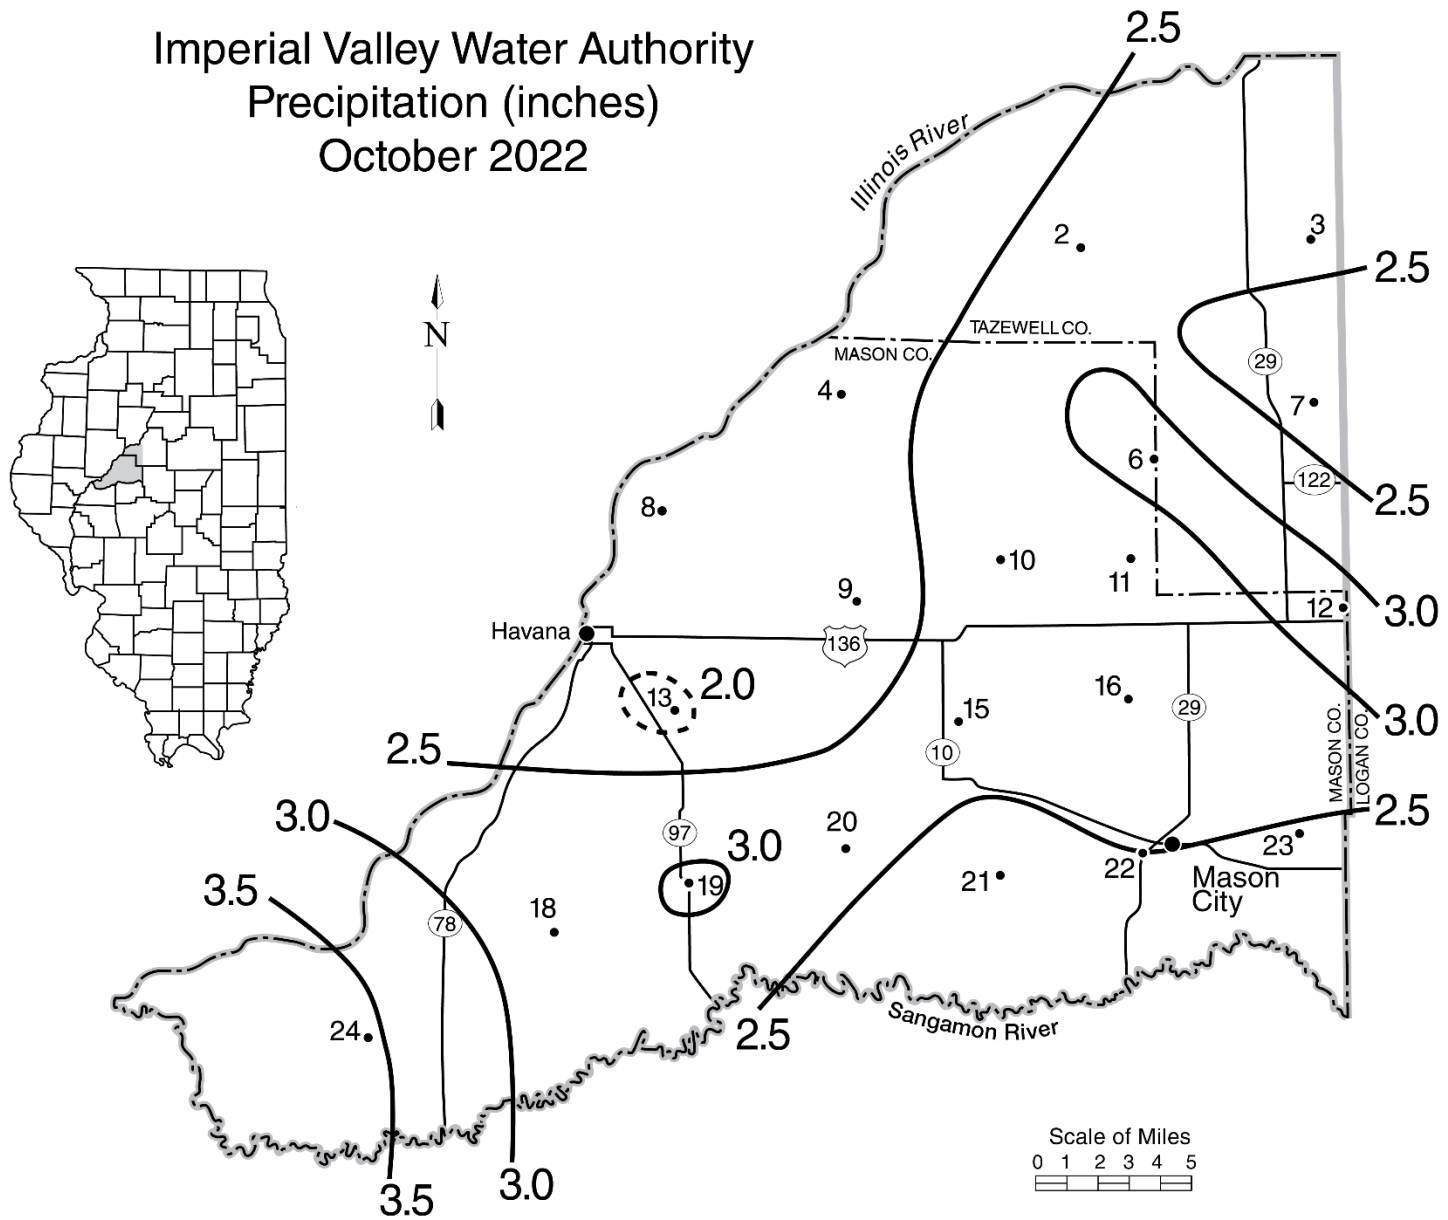 Imperial Valley Water Authority
Precipitation (inches)
October 2022
2.5
Illinois River
2
3
2.5
N
TAZEWELL CO.
MASON CO.
29
4
7
6
122
2.5
8
10
11
9
12
3.0
Havana
136
13
2.0
16
15
29
3.0
10
MASON CO.
LOGAN CO.
2.5
3.0
97
20
3.0
2.5
22
23
21
Mason
City
3.5
19
18
78
24
2.5
Sangamon River
3.5
3.0
Scale of Miles
0 1 2 3 4 5